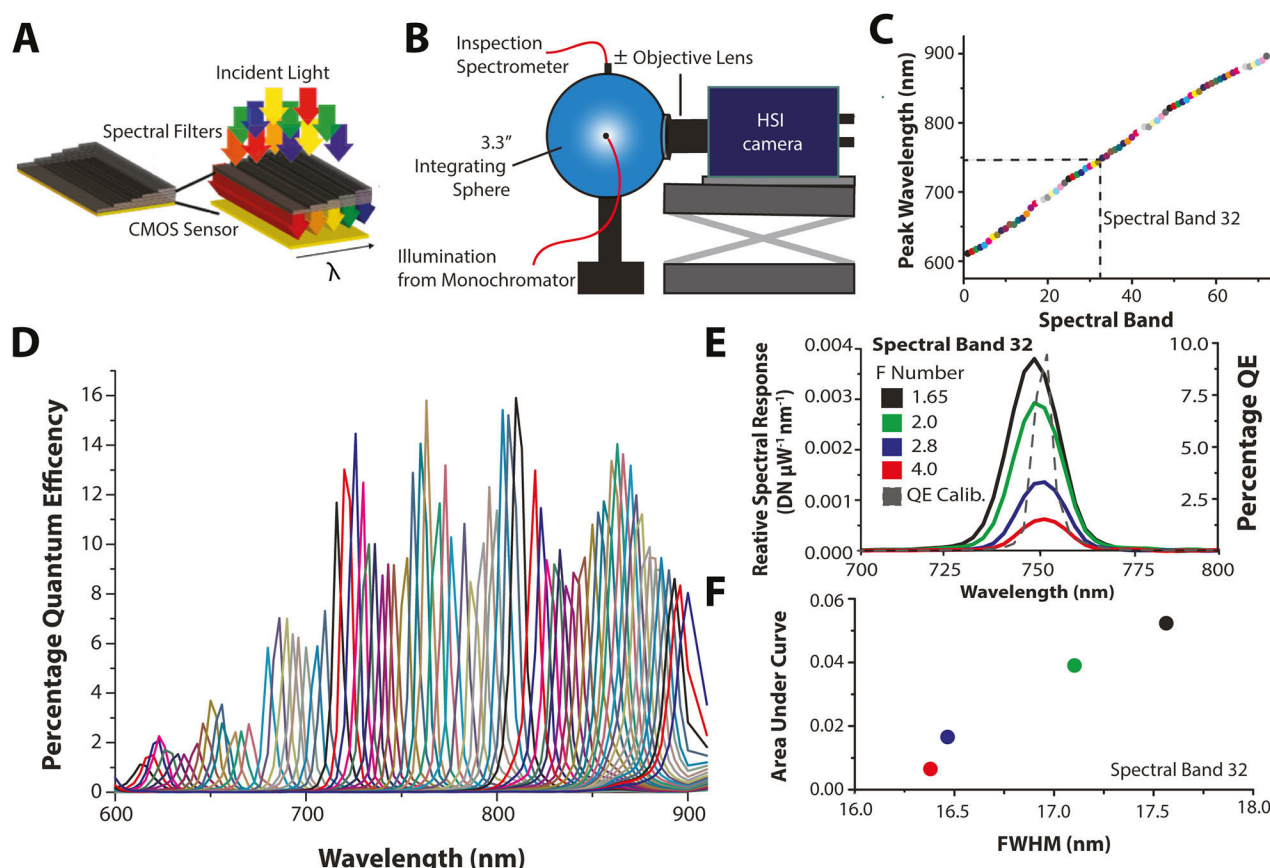 A
Incident Light
Spectral Filters
CMOS Sensor
λ
B
Inspection
Spectrometer
± Objective Lens
3.3”
Integrating
Sphere
HSI
camera
Illumination
from Monochromator
C
Peak Wavelength (nm)
900
800
700
600
Spectral Band 32
0
20
40
60
Spectral Band
D
Percentage Quantum Efficency
16
14
12
10
8
6
4
2
0
600
700
800
900
Wavelength (nm)
E
Reative Spectral Response
(DN μW⁻¹ nm⁻¹)
0.004
0.003
0.002
0.001
0.000
Spectral Band 32
F Number
1.65
2.0
2.8
4.0
QE Calib.
10.0
7.5
5.0
2.5
Percentage QE
700
725
750
775
800
Wavelength (nm)
F
Area Under Curve
0.06
0.04
0.02
0.00
Spectral Band 32
16.0
16.5
17.0
17.5
18.0
FWHM (nm)